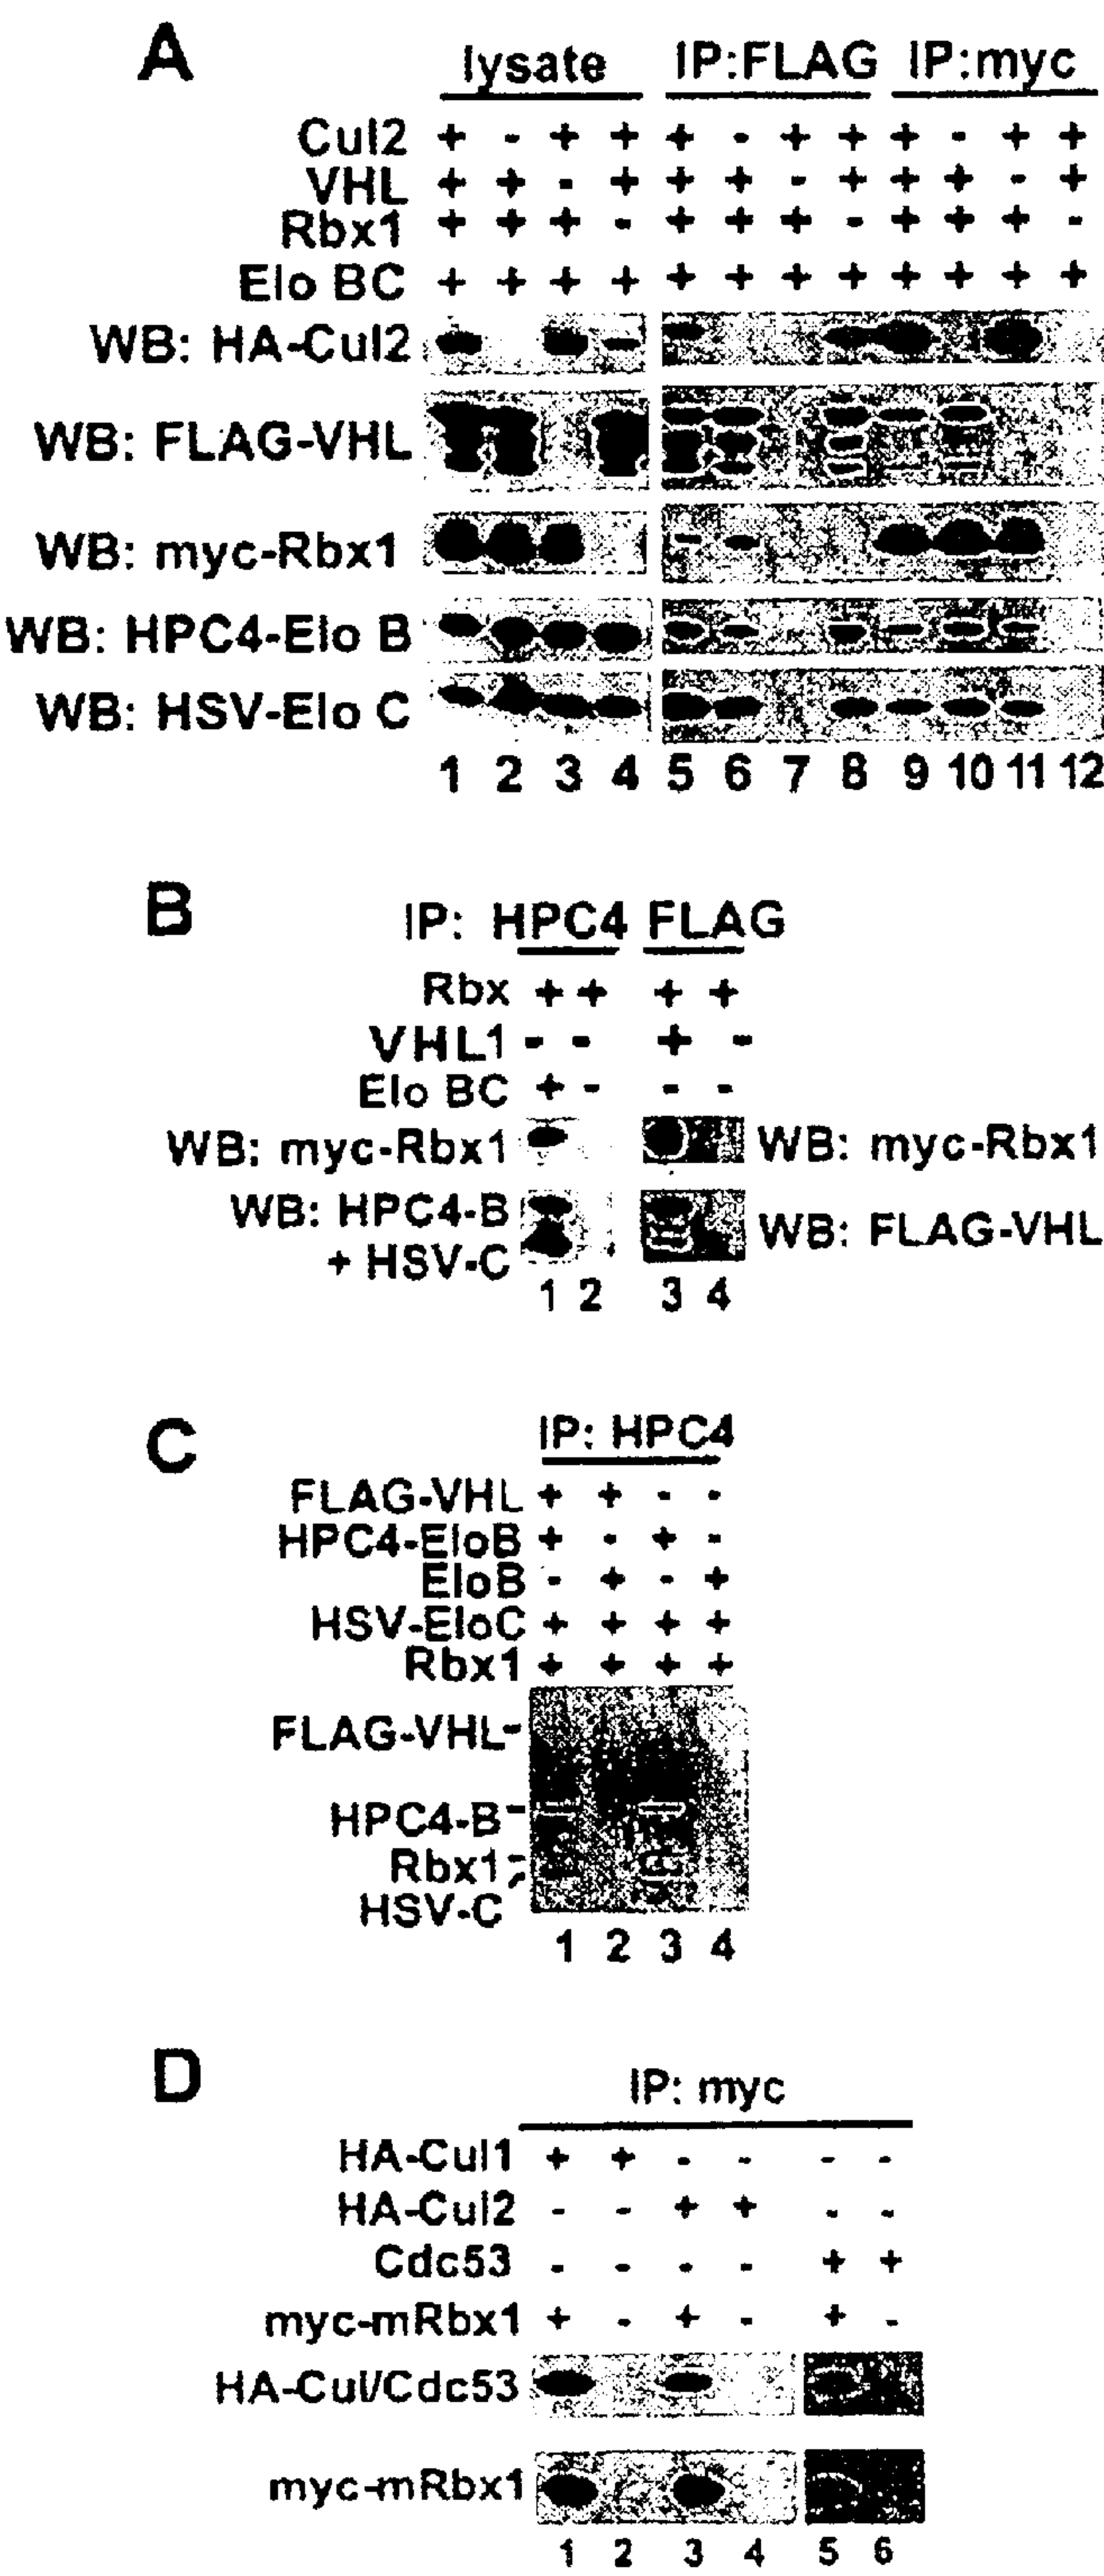 A
lysate IP:FLAG IP:myc
Cul2 + - + + + - + + + - + +
VHL + + - + + + - + + + - +
Rbx1 + + + - + + + - + + + -
Elo BC + + + + + + + + + + + +
WB: HA-Cul2
WB: FLAG-VHL
WB: myc-Rbx1
WB: HPC4-Elo B
WB: HSV-Elo C
1 2 3 4 5 6 7 8 9 10 11 12
B
IP: HPC4 FLAG
Rbx + + + +
VHL1 - - + -
Elo BC + - - -
WB: myc-Rbx1 WB: myc-Rbx1
WB: HPC4-B
+ HSV-C WB: FLAG-VHL
1 2 3 4
C
IP: HPC4
FLAG-VHL + + - -
HPC4-EloB + - + -
EloB - + - +
HSV-EloC + + + +
Rbx1 + + + +
FLAG-VHL-
HPC4-B-
Rbx1-
HSV-C
1 2 3 4
D
IP: myc
HA-Cul1 + + - - - -
HA-Cul2 - - + + - -
Cdc53 - - - - + +
myc-mRbx1 + - + - + -
HA-Cul/Cdc53
myc-mRbx1
1 2 3 4 5 6